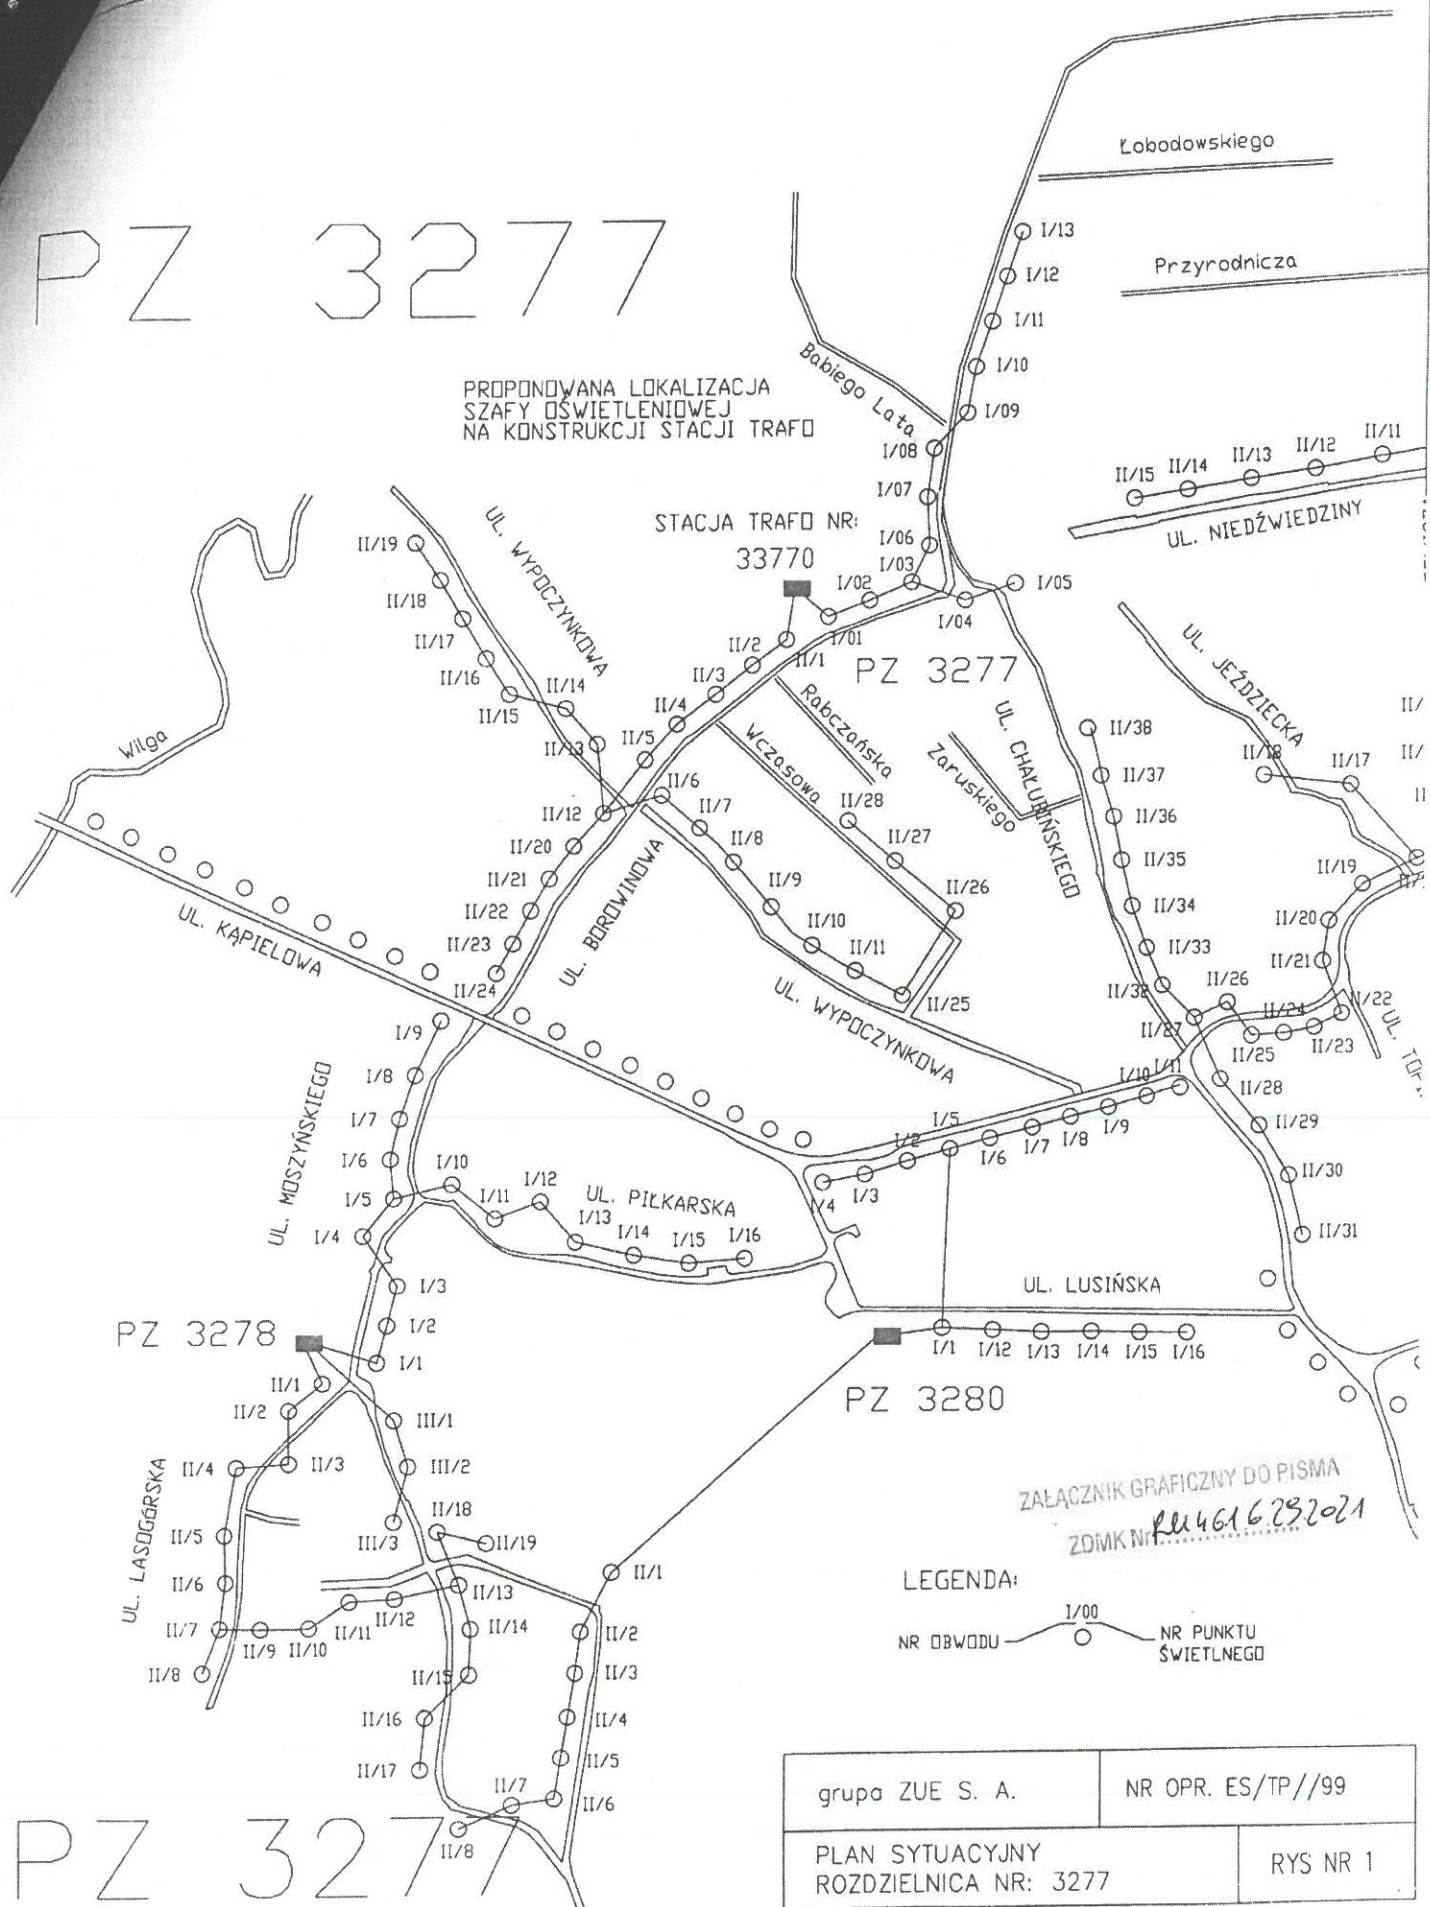 PZ 3277
Łobodowskiego
Przyrodnicza
I/13
I/12
I/11
I/10
I/09
Babiego Lata
PROPONOWANA LOKALIZACJA
SZAFY OŚWIETLENIOWEJ
NA KONSTRUKCJI STACJI TRAFO
I/08
I/07
I/06
I/03
I/02
I/01
I/04
I/05
STACJA TRAFO NR:
33770
PZ 3277
II/15
II/14
II/13
II/12
II/11
UL. NIEDŹWIEDZINY
UL. WYPOCZYNKOWA
II/19
II/18
II/17
II/16
II/15
II/14
II/13
II/12
II/1
II/2
II/3
II/4
II/5
II/6
II/7
II/8
II/9
II/10
II/11
II/25
II/26
II/27
II/28
Rabczańska
Wczasowa
Zaruskiego
UL. CHAŁUBIŃSKIEGO
UL. JEŹDZIECKA
II/18
II/17
II/19
II/20
II/21
II/22
II/23
II/24
II/25
II/26
II/27
II/38
II/37
II/36
II/35
II/34
II/33
II/32
II/28
II/29
II/30
II/31
Wilga
UL. KĄPIELOWA
II/20
II/21
II/22
II/23
II/24
UL. BOROWINOWA
UL. WYPOCZYNKOWA
UL. MOSZYŃSKIEGO
I/9
I/8
I/7
I/6
I/5
I/4
I/3
I/2
I/1
I/10
I/11
I/12
I/13
I/14
I/15
I/16
UL. PIŁKARSKA
I/4
I/3
I/2
I/5
I/6
I/7
I/8
I/9
I/10
I/11
UL. LUSIŃSKA
I/1
I/12
I/13
I/14
I/15
I/16
PZ 3280
PZ 3278
II/1
II/2
II/3
II/4
II/5
II/6
II/7
II/8
II/9
II/10
II/11
II/12
II/13
II/14
II/15
II/16
II/17
II/18
II/19
III/1
III/2
III/3
UL. LASOGÓRSKA
II/1
II/2
II/3
II/4
II/5
II/6
II/7
II/8
ZAŁĄCZNIK GRAFICZNY DO PISMA
ZDMK Nr
LEGENDA:
I/00
NR OBWODU
NR PUNKTU
ŚWIETLNEGO
grupa ZUE S. A.
NR OPR. ES/TP//99
PLAN SYTUACYJNY
ROZDZIELNICA NR: 3277
RYS NR 1
PZ 3277